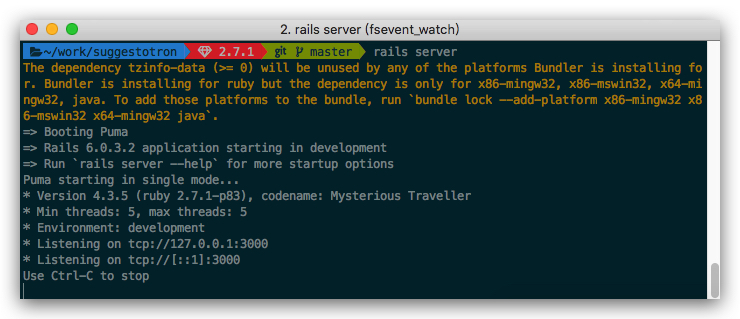 2. rails server (fsevent_watch)
~/work/suggestotron 2.7.1 git master rails server
The dependency tzinfo-data (>= 0) will be unused by any of the platforms Bundler is installing fo
r. Bundler is installing for ruby but the dependency is only for x86-mingw32, x86-mswin32, x64-mi
ngw32, java. To add those platforms to the bundle, run `bundle lock --add-platform x86-mingw32 x8
6-mswin32 x64-mingw32 java`.
=> Booting Puma
=> Rails 6.0.3.2 application starting in development
=> Run `rails server --help` for more startup options
Puma starting in single mode...
* Version 4.3.5 (ruby 2.7.1-p83), codename: Mysterious Traveller
* Min threads: 5, max threads: 5
* Environment: development
* Listening on tcp://127.0.0.1:3000
* Listening on tcp://[::1]:3000
Use Ctrl-C to stop